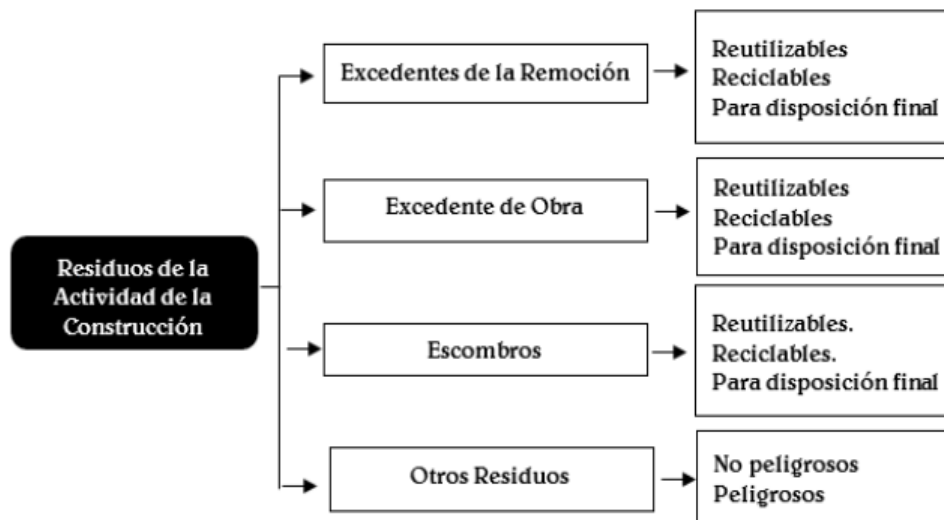 Residuos de la
Actividad de la
Construcción
Excedentes de la Remoción
Reutilizables
Reciclables
Para disposición final
Excedente de Obra
Reutilizables
Reciclables
Para disposición final
Escombros
Reutilizables.
Reciclables.
Para disposición final
Otros Residuos
No peligrosos
Peligrosos